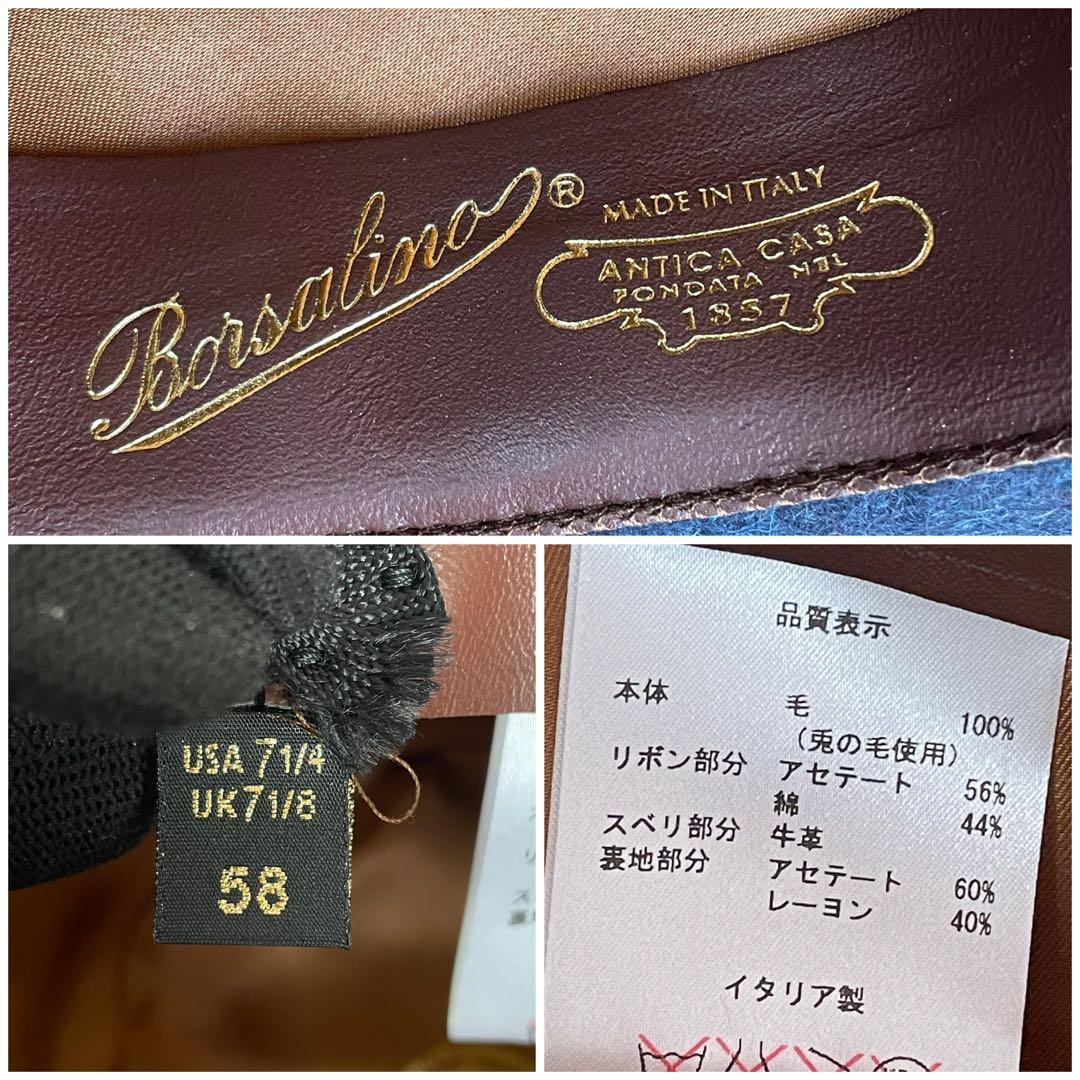 Borsalino®
MADE IN ITALY
ANTICA CASA
FONDATA NEL
1857
USA 7 1/4
UK 7 1/8
58
品質表示
本体 毛 100%
(兎の毛使用)
リボン部分 アセテート 56%
綿 44%
スベリ部分 牛革
裏地部分 アセテート 60%
レーヨン 40%
イタリア製